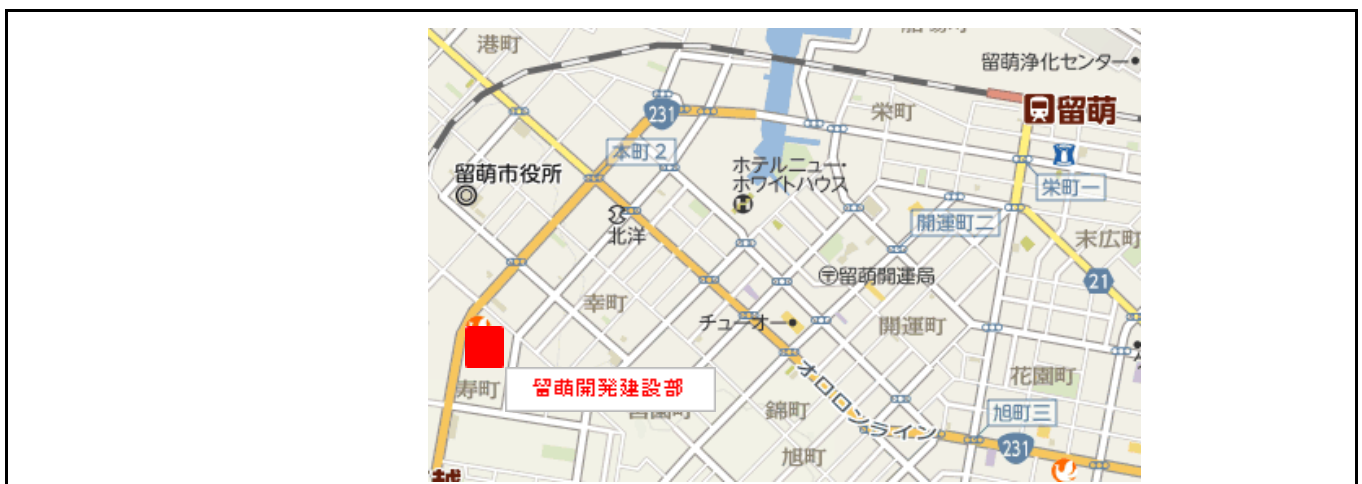 港町
留萌浄化センター
留萌
栄町
231
本町2
ホテルニュー・
ホワイトハウス
留萌市役所
栄町一
開運町二
北洋
末広町
〒留萌開運局
21
幸町
チューオー
開運町
花園町
寿町
留萌開発建設部
錦町
オロロンライン
旭町三
旭町
231